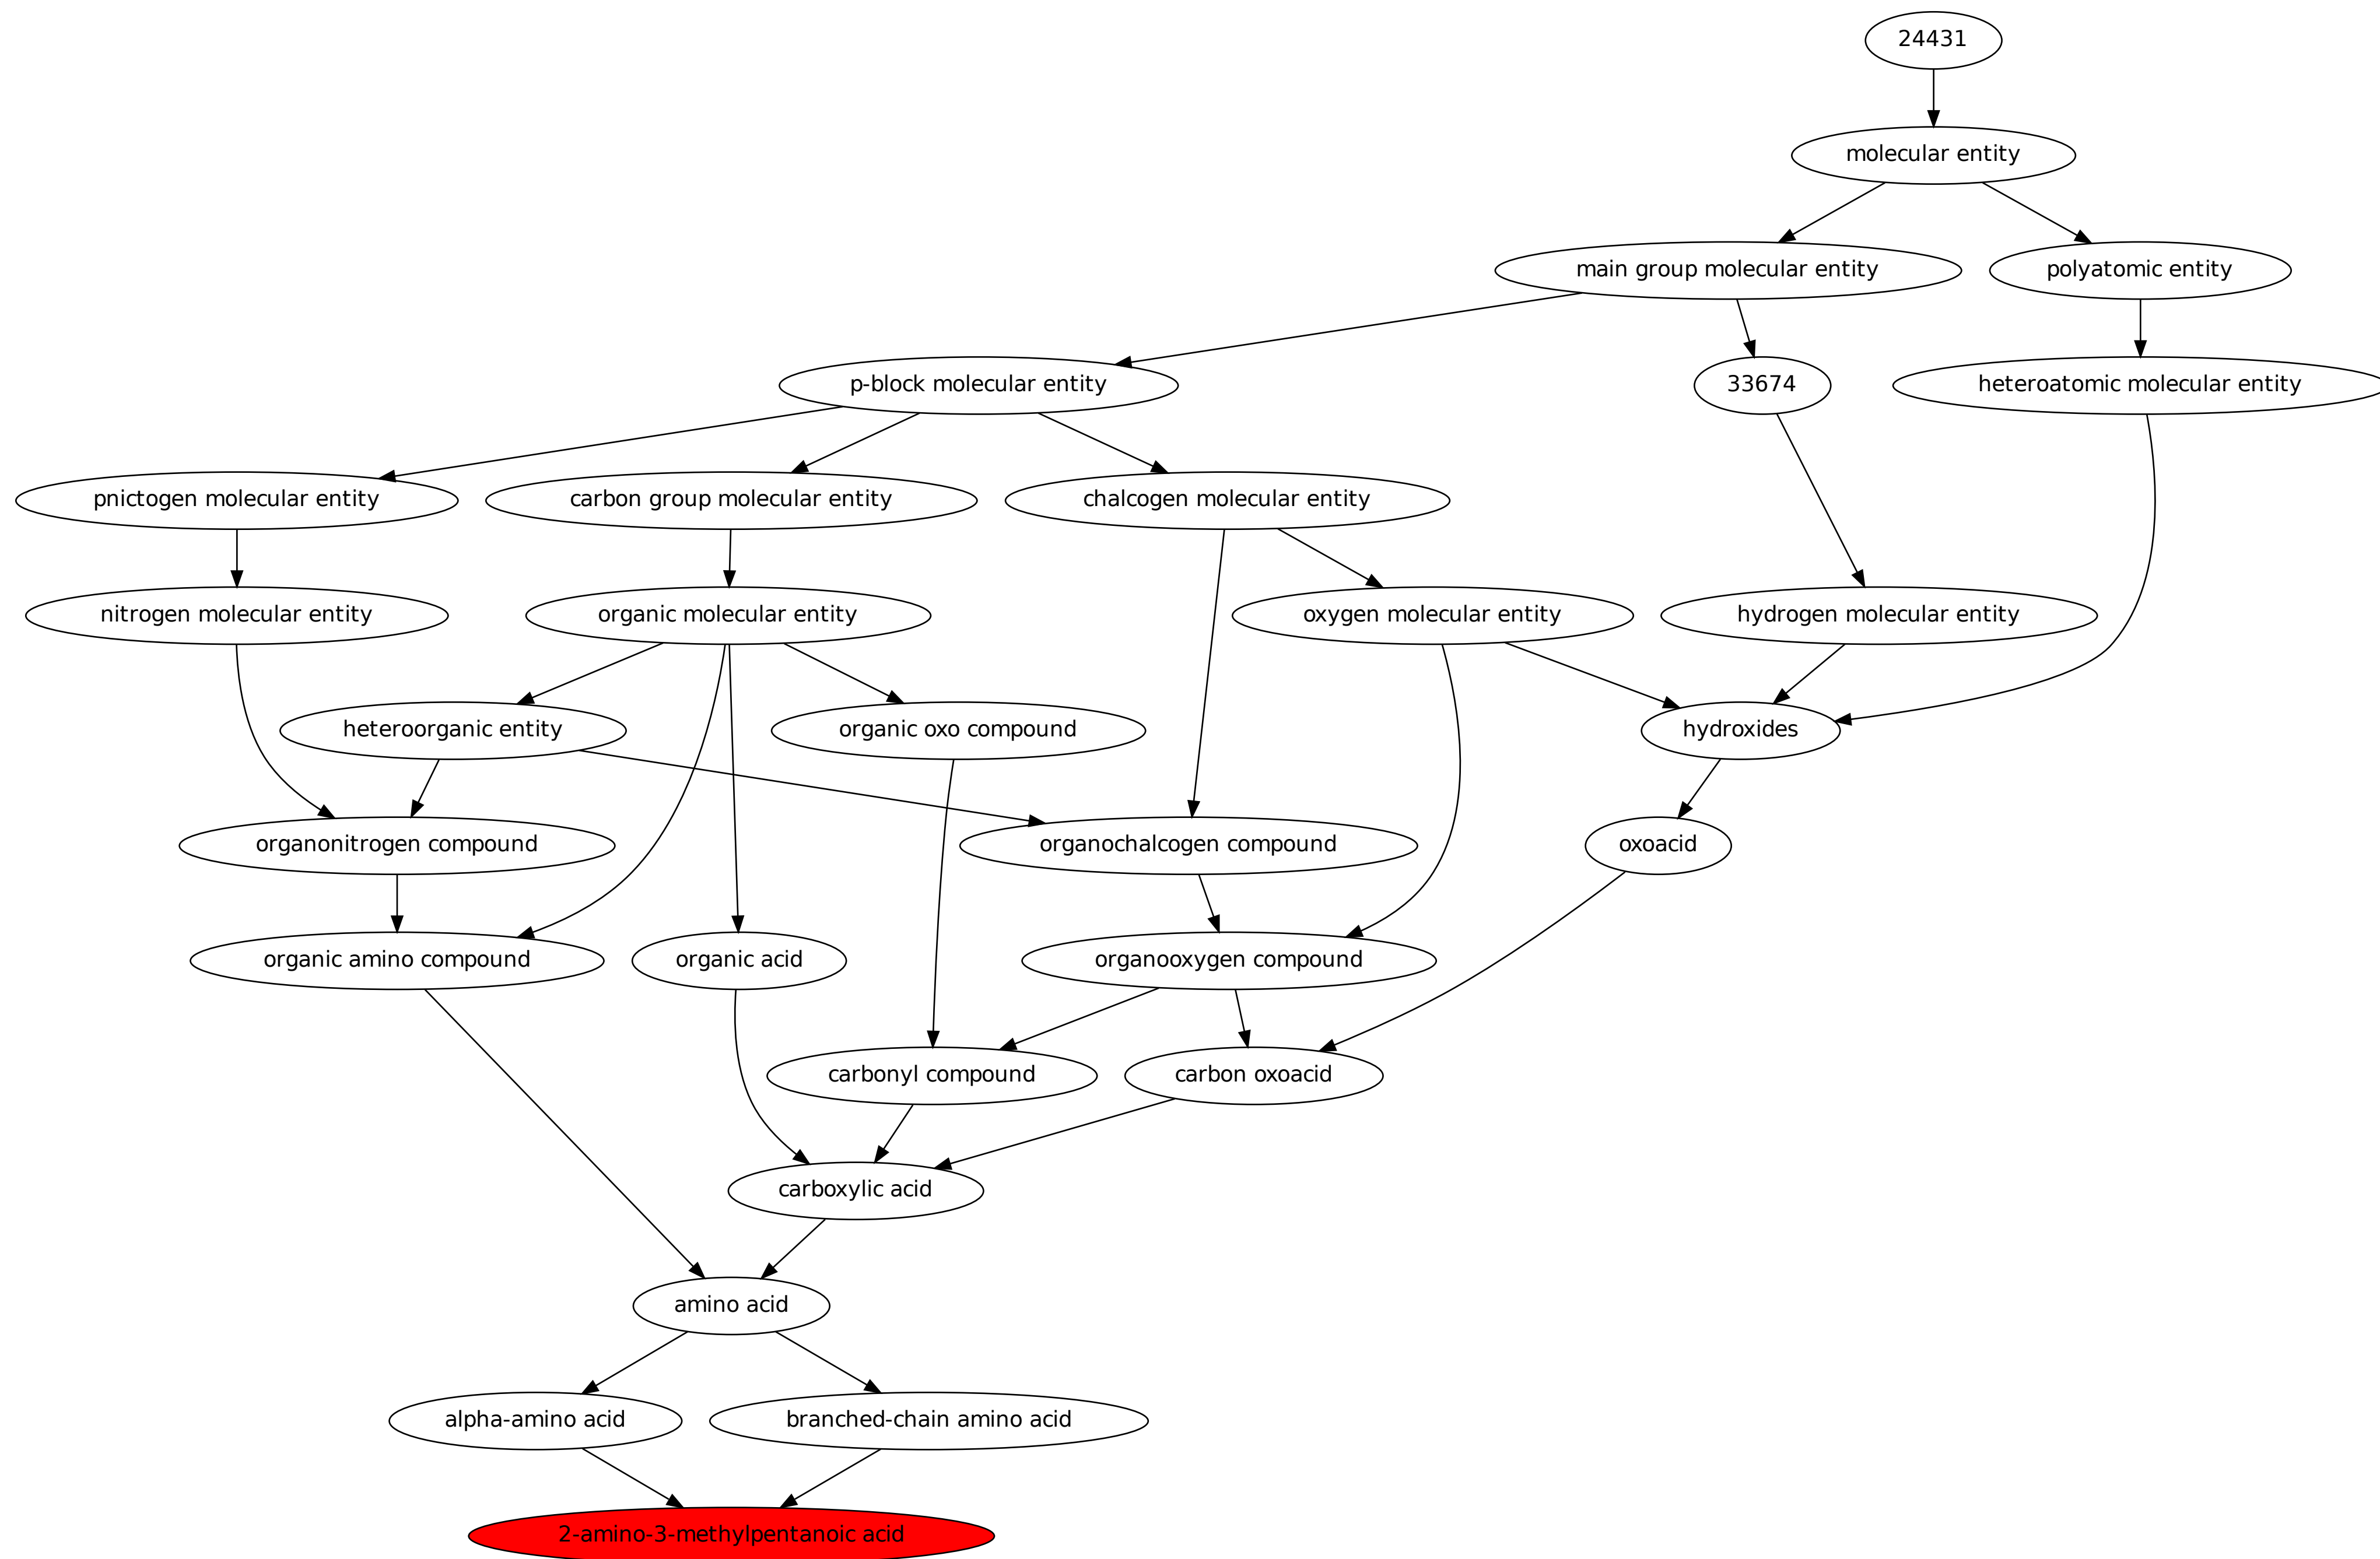 24431
molecular entity
main group molecular entity
polyatomic entity
p-block molecular entity
33674
heteroatomic molecular entity
pnictogen molecular entity
carbon group molecular entity
chalcogen molecular entity
nitrogen molecular entity
organic molecular entity
oxygen molecular entity
hydrogen molecular entity
heteroorganic entity
organic oxo compound
hydroxides
organonitrogen compound
organochalcogen compound
oxoacid
organic amino compound
organic acid
organooxygen compound
carbonyl compound
carbon oxoacid
carboxylic acid
amino acid
alpha-amino acid
branched-chain amino acid
2-amino-3-methylpentanoic acid